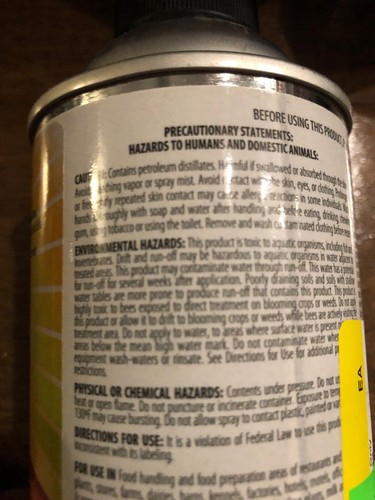 BEFORE USING THIS PRODUCT,
PRECAUTIONARY STATEMENTS:
HAZARDS TO HUMANS AND DOMESTIC ANIMALS:
Contains petroleum distillates. Harmful if swallowed or absorbed through the
vapor or spray mist. Avoid contact with skin, eyes, or clothing.
or frequently repeated skin contact may cause allergic reactions in some individuals.
hands thoroughly with soap and water after handling and before eating, drinking,
gum, using tobacco or using the toilet. Remove and wash contaminated clothing before
ENVIRONMENTAL HAZARDS: This product is toxic to aquatic organisms, including fish and
invertebrates. Drift and run-off may be hazardous to aquatic organisms in water adjacent
treated areas. This product may contaminate water through run-off. This water has a
for run-off for several weeks after application. Poorly draining soils and soils with shallow
water tables are more prone to produce run-off that contains this product. This product
highly toxic to bees exposed to direct treatment on blooming crops or weeds. Do not
this product or allow it to drift to blooming crops or weeds while bees are actively visiting the
treatment area. Do not apply to water, to areas where surface water is present or
areas below the mean high water mark. Do not contaminate water when
equipment wash-waters or rinsate. See Directions for Use for additional
restrictions.
PHYSICAL OR CHEMICAL HAZARDS: Contents under pressure. Do not
heat or open flame. Do not puncture or incinerate container. Exposure to
130°F may cause bursting. Do not allow spray to contact plastic, painted or
DIRECTIONS FOR USE: It is a violation of Federal Law to use this
inconsistent with its labeling.
FOR USE IN Food handling and food preparation areas of restaurants and
plants, stores, farms, dairies, barns, kennels, factories, hotels, motels,
E A